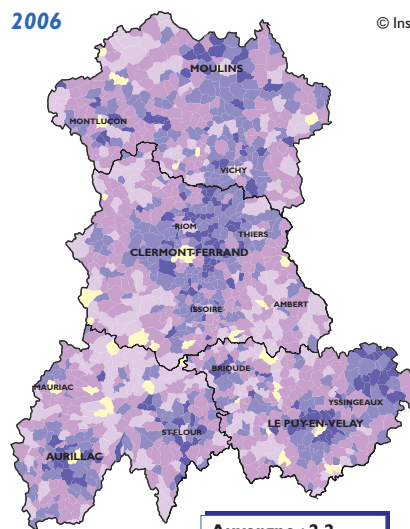 2006
© Ins
MOULINS
MONTLUÇON
VICHY
RIOM
THIERS
CLERMONT-FERRAND
ISSOIRE
AMBERT
BRIOUDE
MAURIAC
YSSINGEAUX
LE PUY-EN-VELAY
ST-FLOUR
AURILLAC